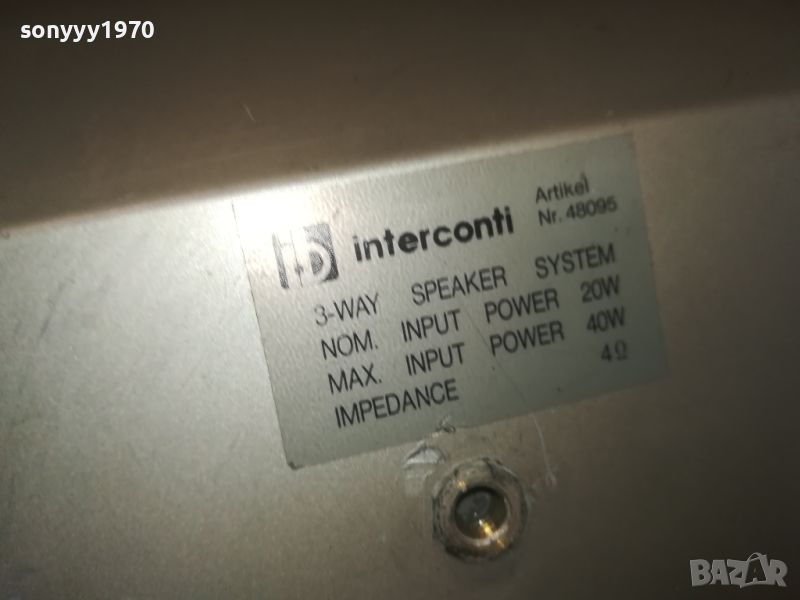 sonyyy1970
interconti
Artikel
Nr. 48095
3-WAY SPEAKER SYSTEM
NOM. INPUT POWER 20W
MAX. INPUT POWER 40W
IMPEDANCE 4Ω
BAZAR